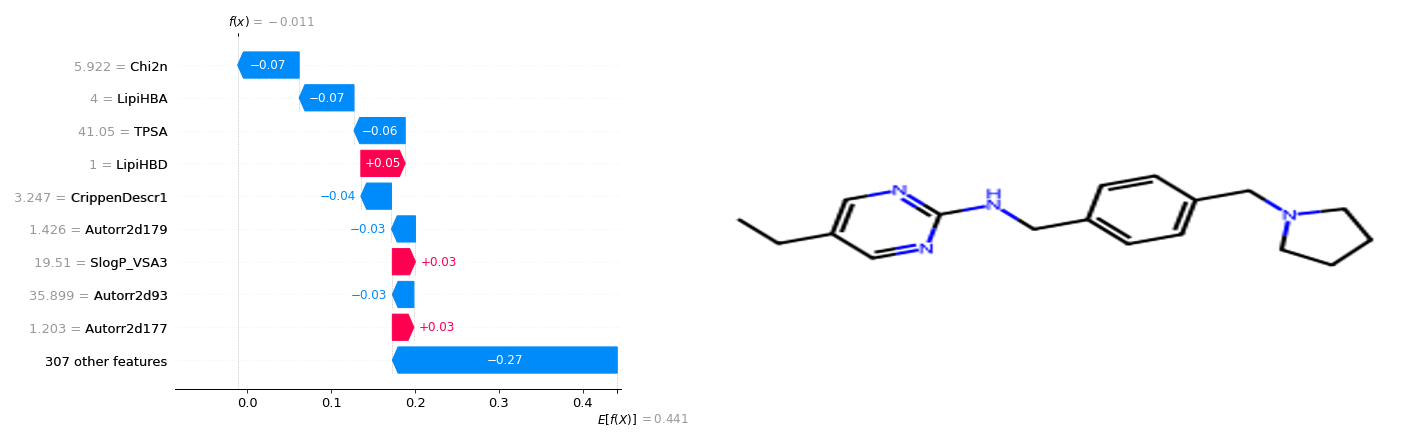 f(x) = −0.011
5.922 = Chi2n
−0.07
4 = LipiHBA
−0.07
41.05 = TPSA
−0.06
1 = LipiHBD
+0.05
3.247 = CrippenDescr1
−0.04
1.426 = Autorr2d179
−0.03
19.51 = SlogP_VSA3
+0.03
35.899 = Autorr2d93
−0.03
1.203 = Autorr2d177
+0.03
307 other features
−0.27
0.0 0.1 0.2 0.3 0.4
E[f(X)] = 0.441
N
H
N
N
N